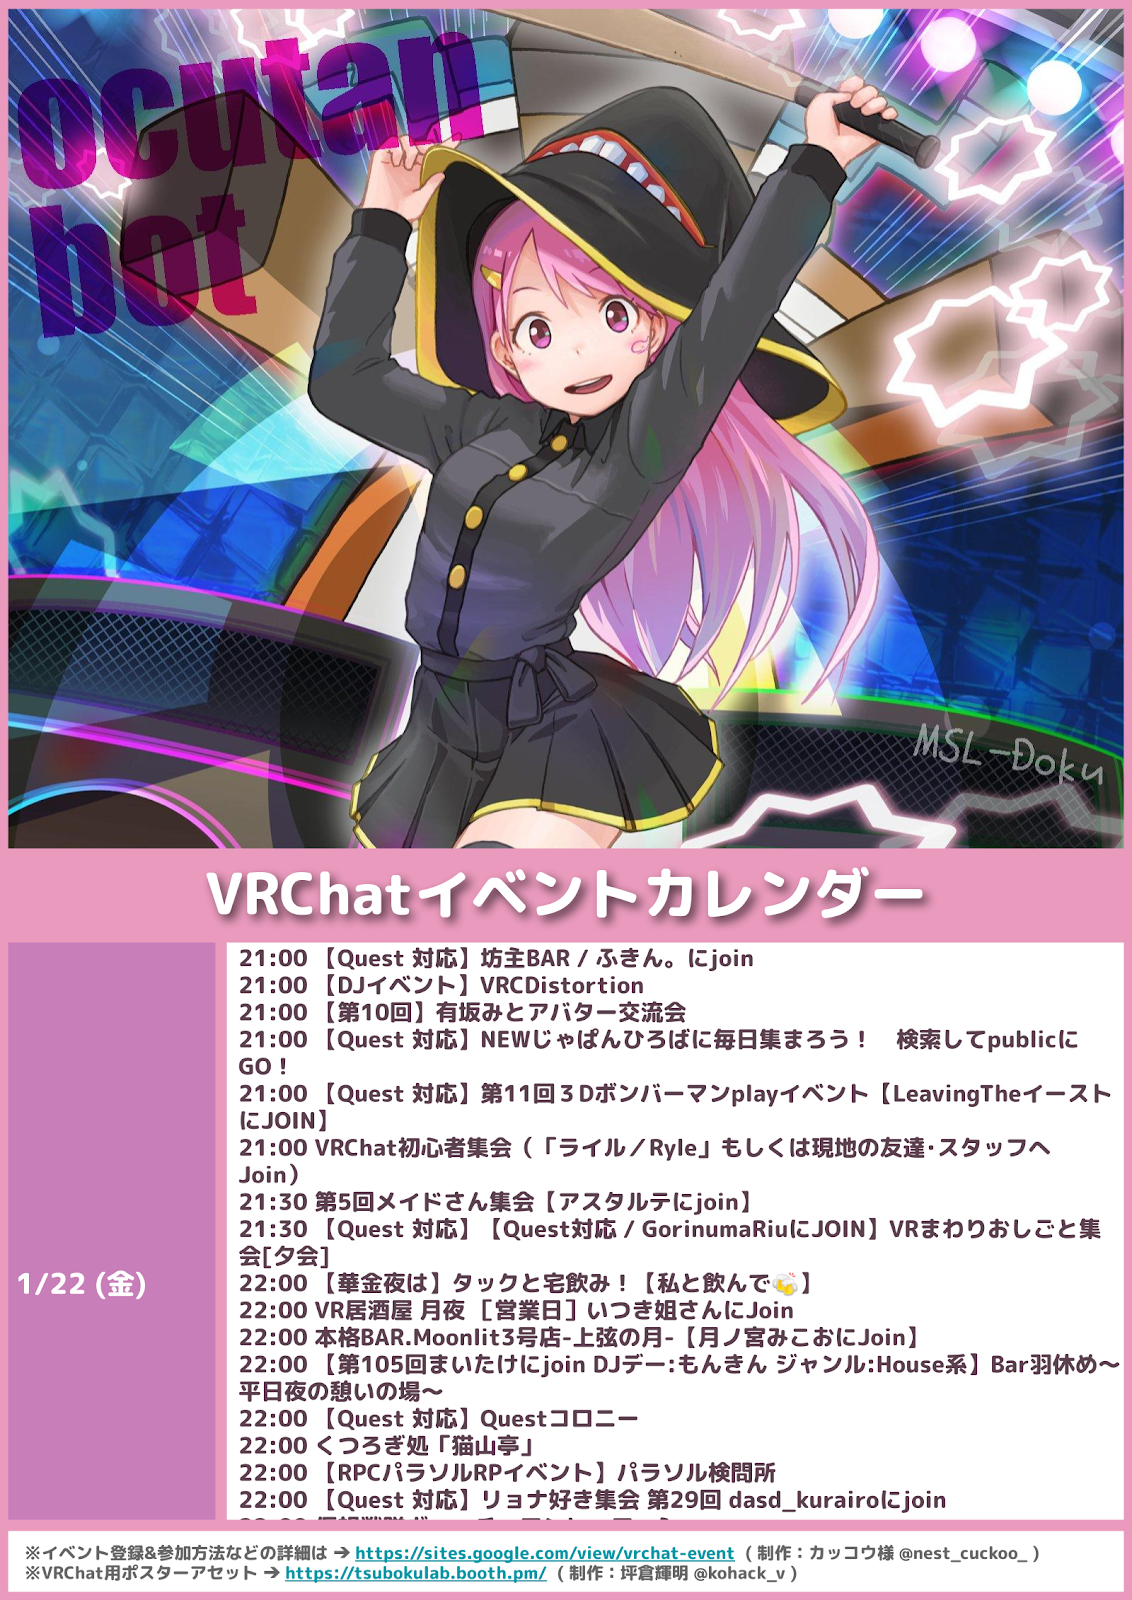 ocutan
bot
MSL-Doku
VRChatイベントカレンダー
1/22 (金)
21:00 【Quest 対応】坊主BAR / ふきん。にjoin
21:00 【DJイベント】VRCDistortion
21:00 【第10回】有坂みとアバター交流会
21:00 【Quest 対応】NEWじゃぱんひろばに毎日集まろう！　検索してpublicに
GO！
21:00 【Quest 対応】第11回３Dボンバーマンplayイベント【LeavingTheイースト
にJOIN】
21:00 VRChat初心者集会（「ライル／Ryle」もしくは現地の友達･スタッフへ
Join）
21:30 第5回メイドさん集会【アスタルテにjoin】
21:30 【Quest 対応】【Quest対応 / GorinumaRiuにJOIN】VRまわりおしごと集
会[夕会]
22:00 【華金夜は】タックと宅飲み！【私と飲んで🍻】
22:00 VR居酒屋 月夜 ［営業日］いつき姐さんにJoin
22:00 本格BAR.Moonlit3号店-上弦の月-【月ノ宮みこおにJoin】
22:00 【第105回まいたけにjoin DJデー:もんきん ジャンル:House系】Bar羽休め～
平日夜の憩いの場～
22:00 【Quest 対応】Questコロニー
22:00 くつろぎ処「猫山亭」
22:00 【RPCパラソルRPイベント】パラソル検問所
22:00 【Quest 対応】リョナ好き集会 第29回 dasd_kurairoにjoin
※イベント登録&参加方法などの詳細は → https://sites.google.com/view/vrchat-event （ 制作：カッコウ様 @nest_cuckoo_ ）
※VRChat用ポスターアセット → https://tsubokulab.booth.pm/ （ 制作：坪倉輝明 @kohack_v ）